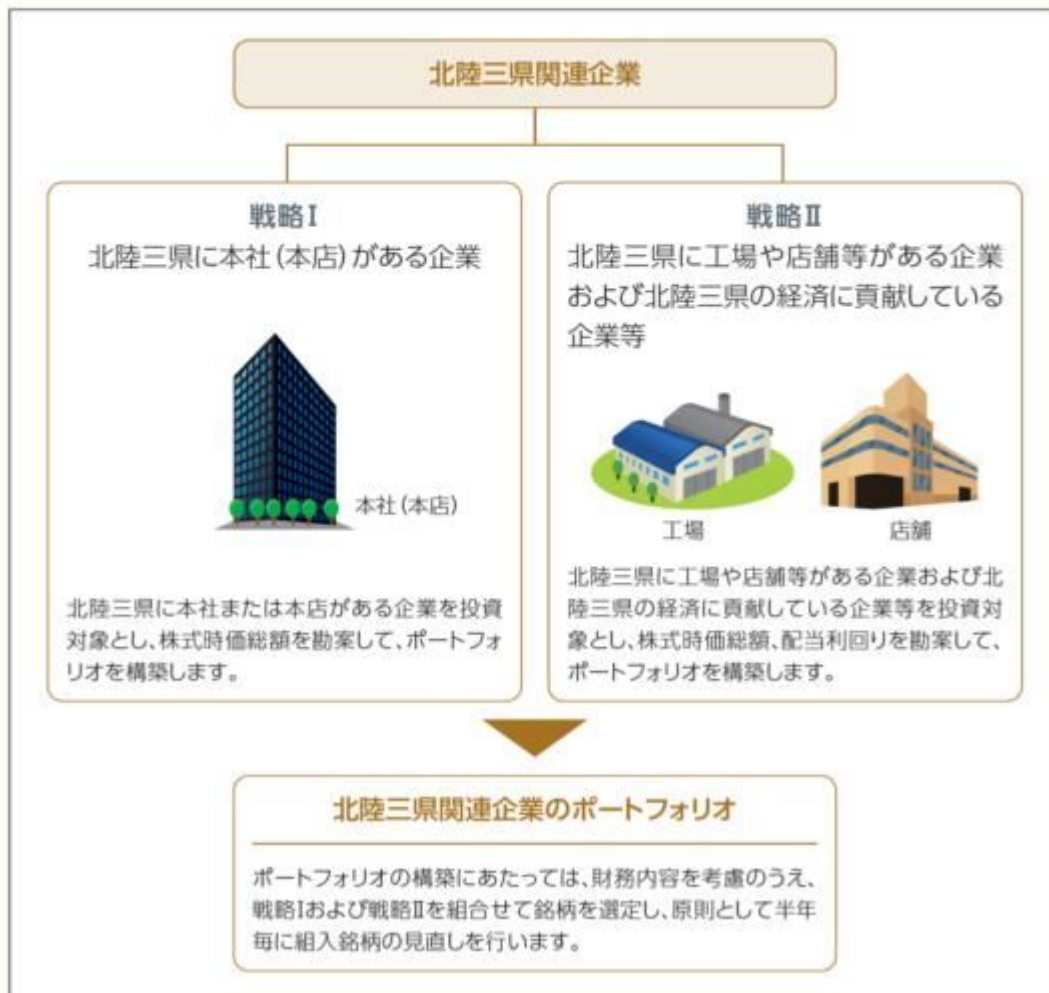 北陸三県関連企業
戦略Ⅰ
北陸三県に本社(本店)がある企業
本社(本店)
北陸三県に本社または本店がある企業を投資
対象とし、株式時価総額を勘案して、ポートフォ
リオを構築します。
戦略Ⅱ
北陸三県に工場や店舗等がある企業
および北陸三県の経済に貢献している
企業等
工場
店舗
北陸三県に工場や店舗等がある企業および北
陸三県の経済に貢献している企業等を投資対
象とし、株式時価総額、配当利回りを勘案して、
ポートフォリオを構築します。
北陸三県関連企業のポートフォリオ
ポートフォリオの構築にあたっては、財務内容を考慮のうえ、
戦略Ⅰおよび戦略Ⅱを組合せて銘柄を選定し、原則として半年
毎に組入銘柄の見直しを行います。